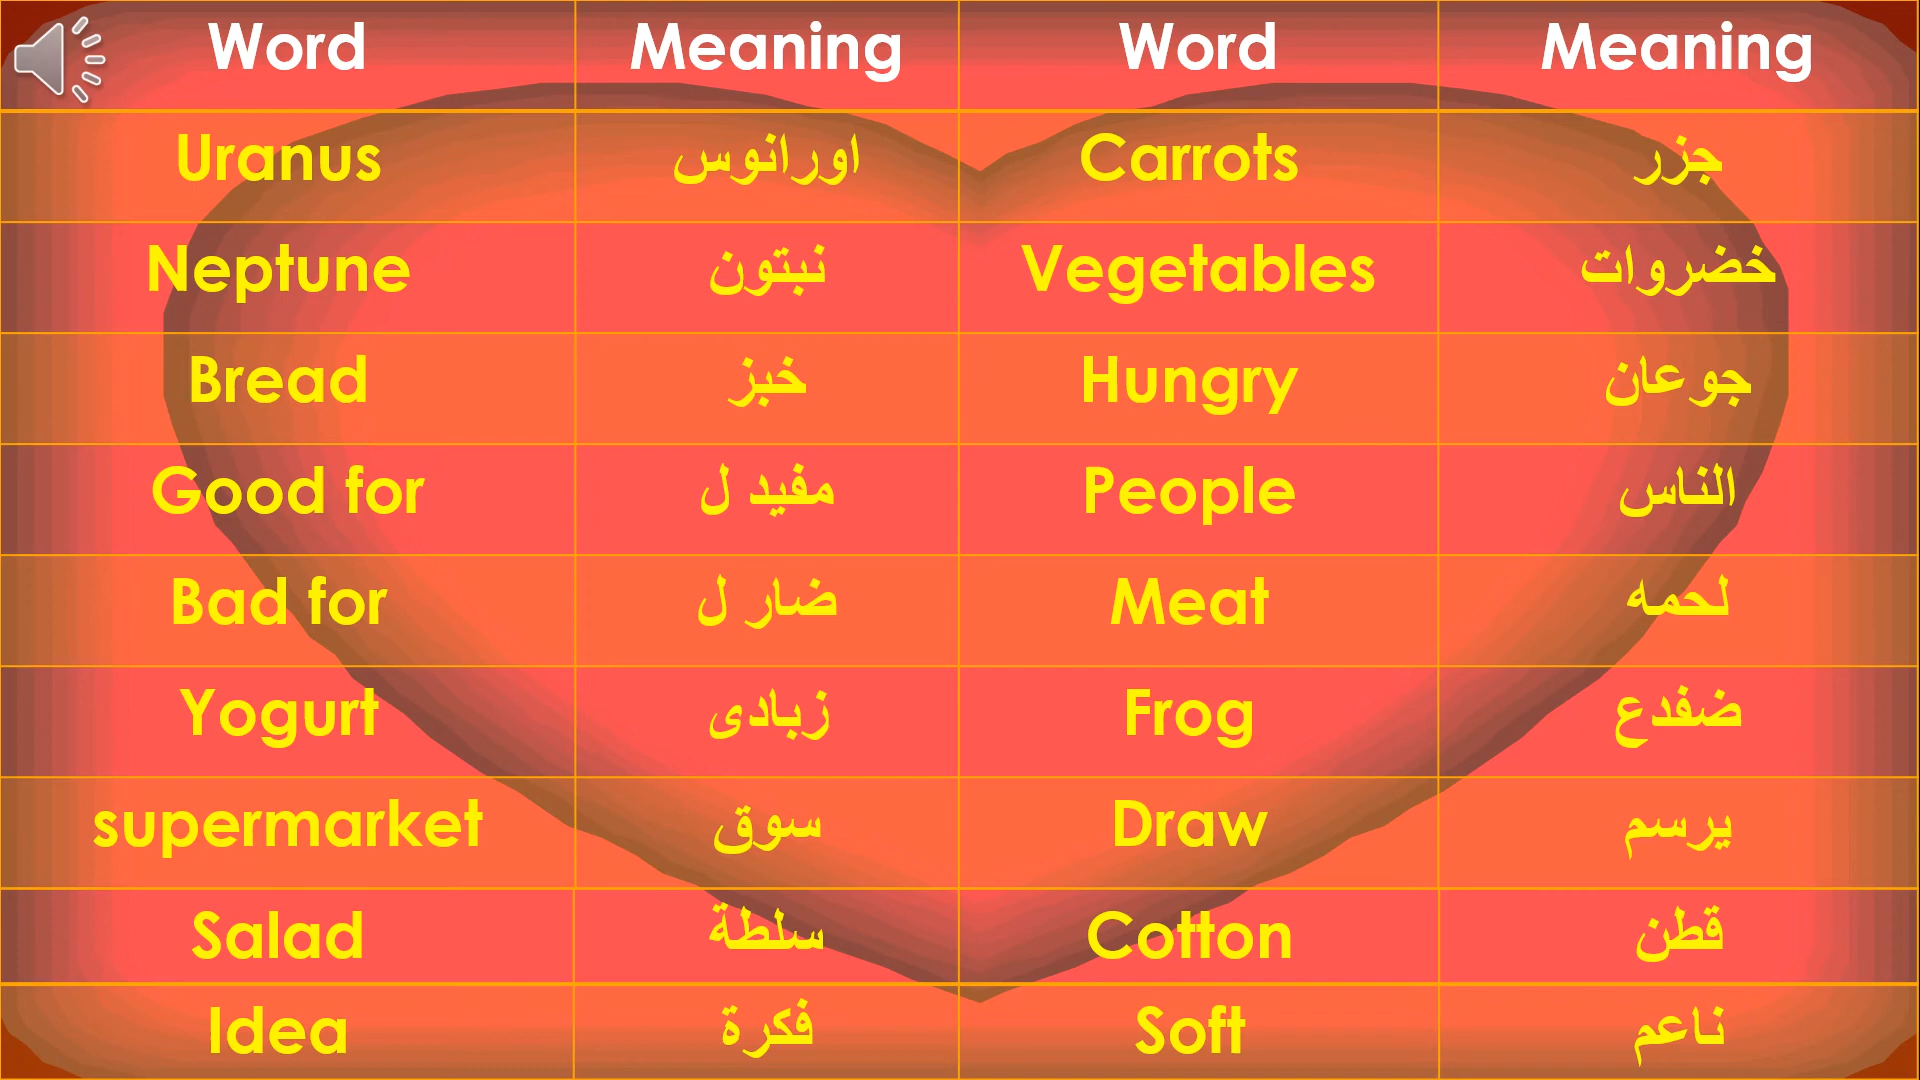 Word Meaning Word Meaning
Uranus اورانوس Carrots جزر
Neptune نبتون Vegetables خضروات
Bread خبز Hungry جوعان
Good for مفيد ل People الناس
Bad for ضار ل Meat لحمه
Yogurt زبادى Frog ضفدع
supermarket سوق Draw يرسم
Salad سلطة Cotton قطن
Idea فكرة Soft ناعم